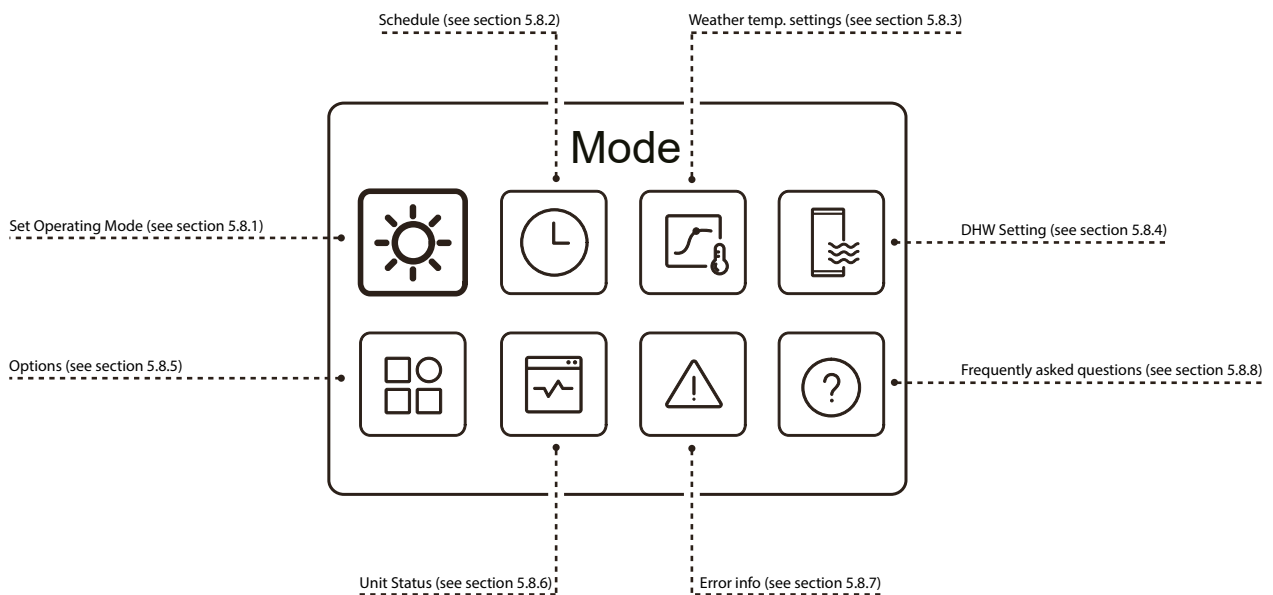 Schedule (see section 5.8.2)
Weather temp. settings (see section 5.8.3)
Mode
Set Operating Mode (see section 5.8.1)
DHW Setting (see section 5.8.4)
Options (see section 5.8.5)
Frequently asked questions (see section 5.8.8)
Unit Status (see section 5.8.6)
Error info (see section 5.8.7)